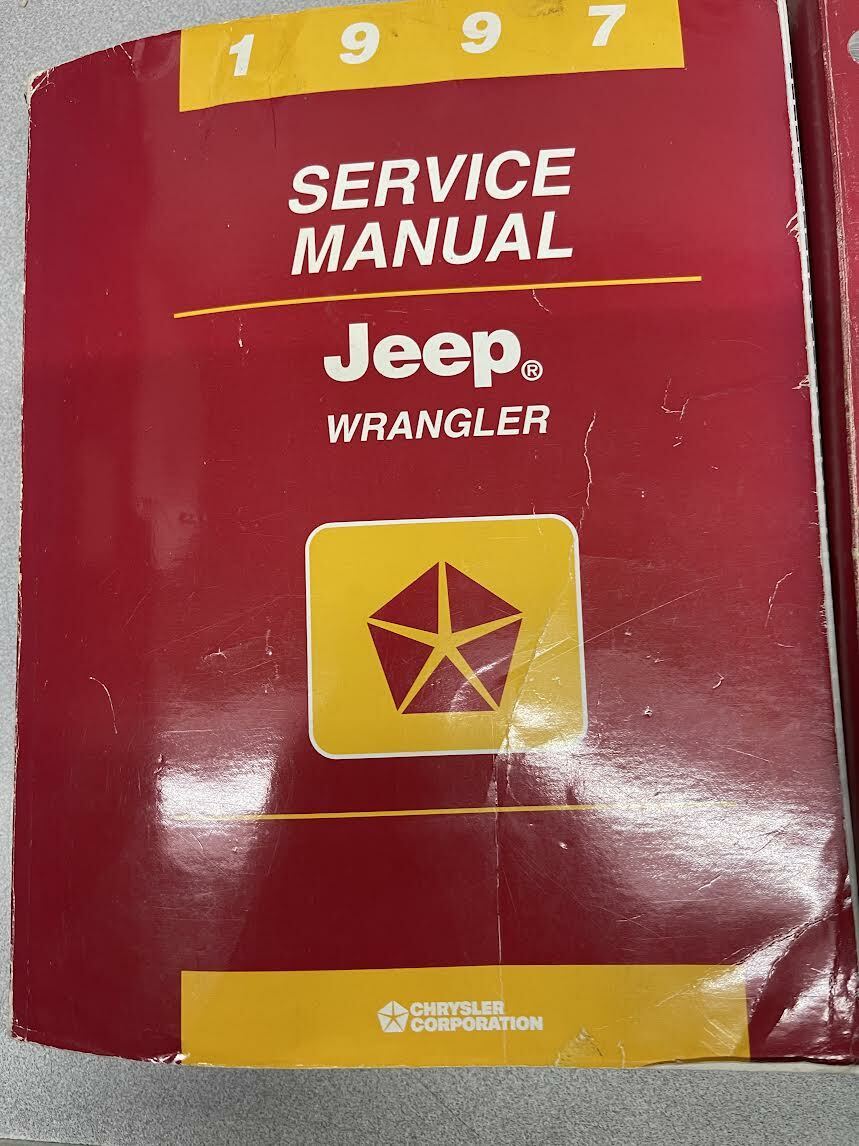 1 9 9 7
SERVICE
MANUAL
Jeep®
WRANGLER
CHRYSLER
CORPORATION